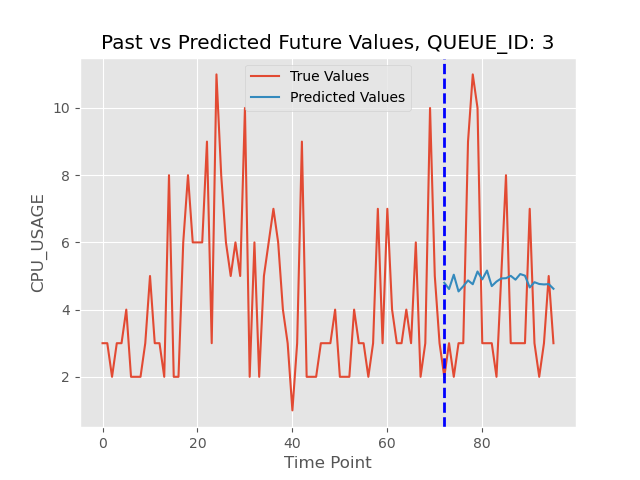 Past vs Predicted Future Values, QUEUE_ID: 3
True Values
Predicted Values
10
8
6
4
2
CPU_USAGE
0 20 40 60 80
Time Point